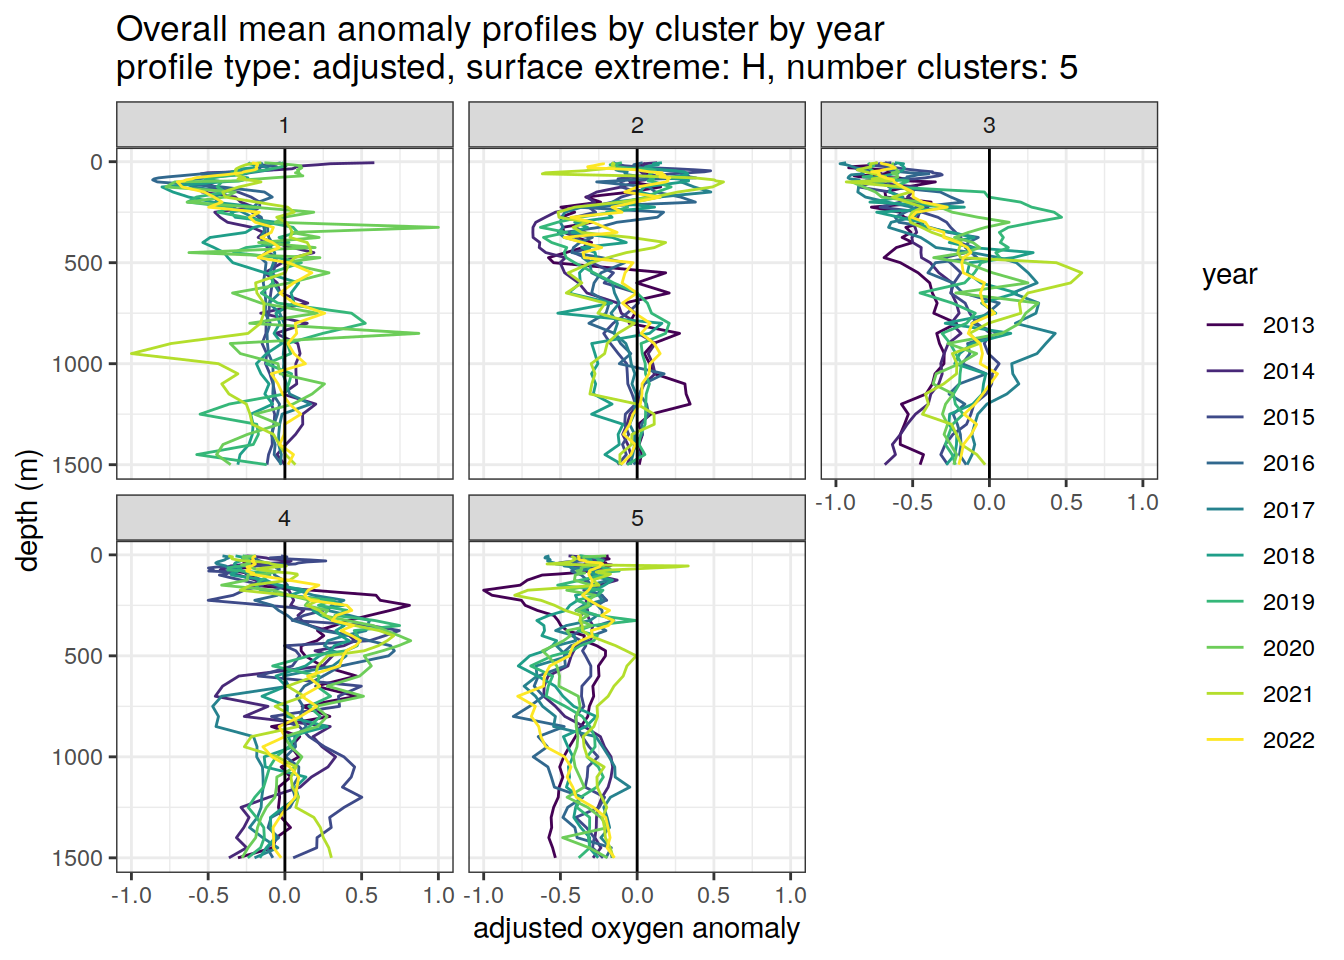 Overall mean anomaly profiles by cluster by year
profile type: adjusted, surface extreme: H, number clusters: 5
1
2
3
0
500
1000
1500
-1.0 -0.5 0.0 0.5 1.0
4
5
0
500
1000
1500
-1.0 -0.5 0.0 0.5 1.0
-1.0 -0.5 0.0 0.5 1.0
depth (m)
adjusted oxygen anomaly
year
2013
2014
2015
2016
2017
2018
2019
2020
2021
2022